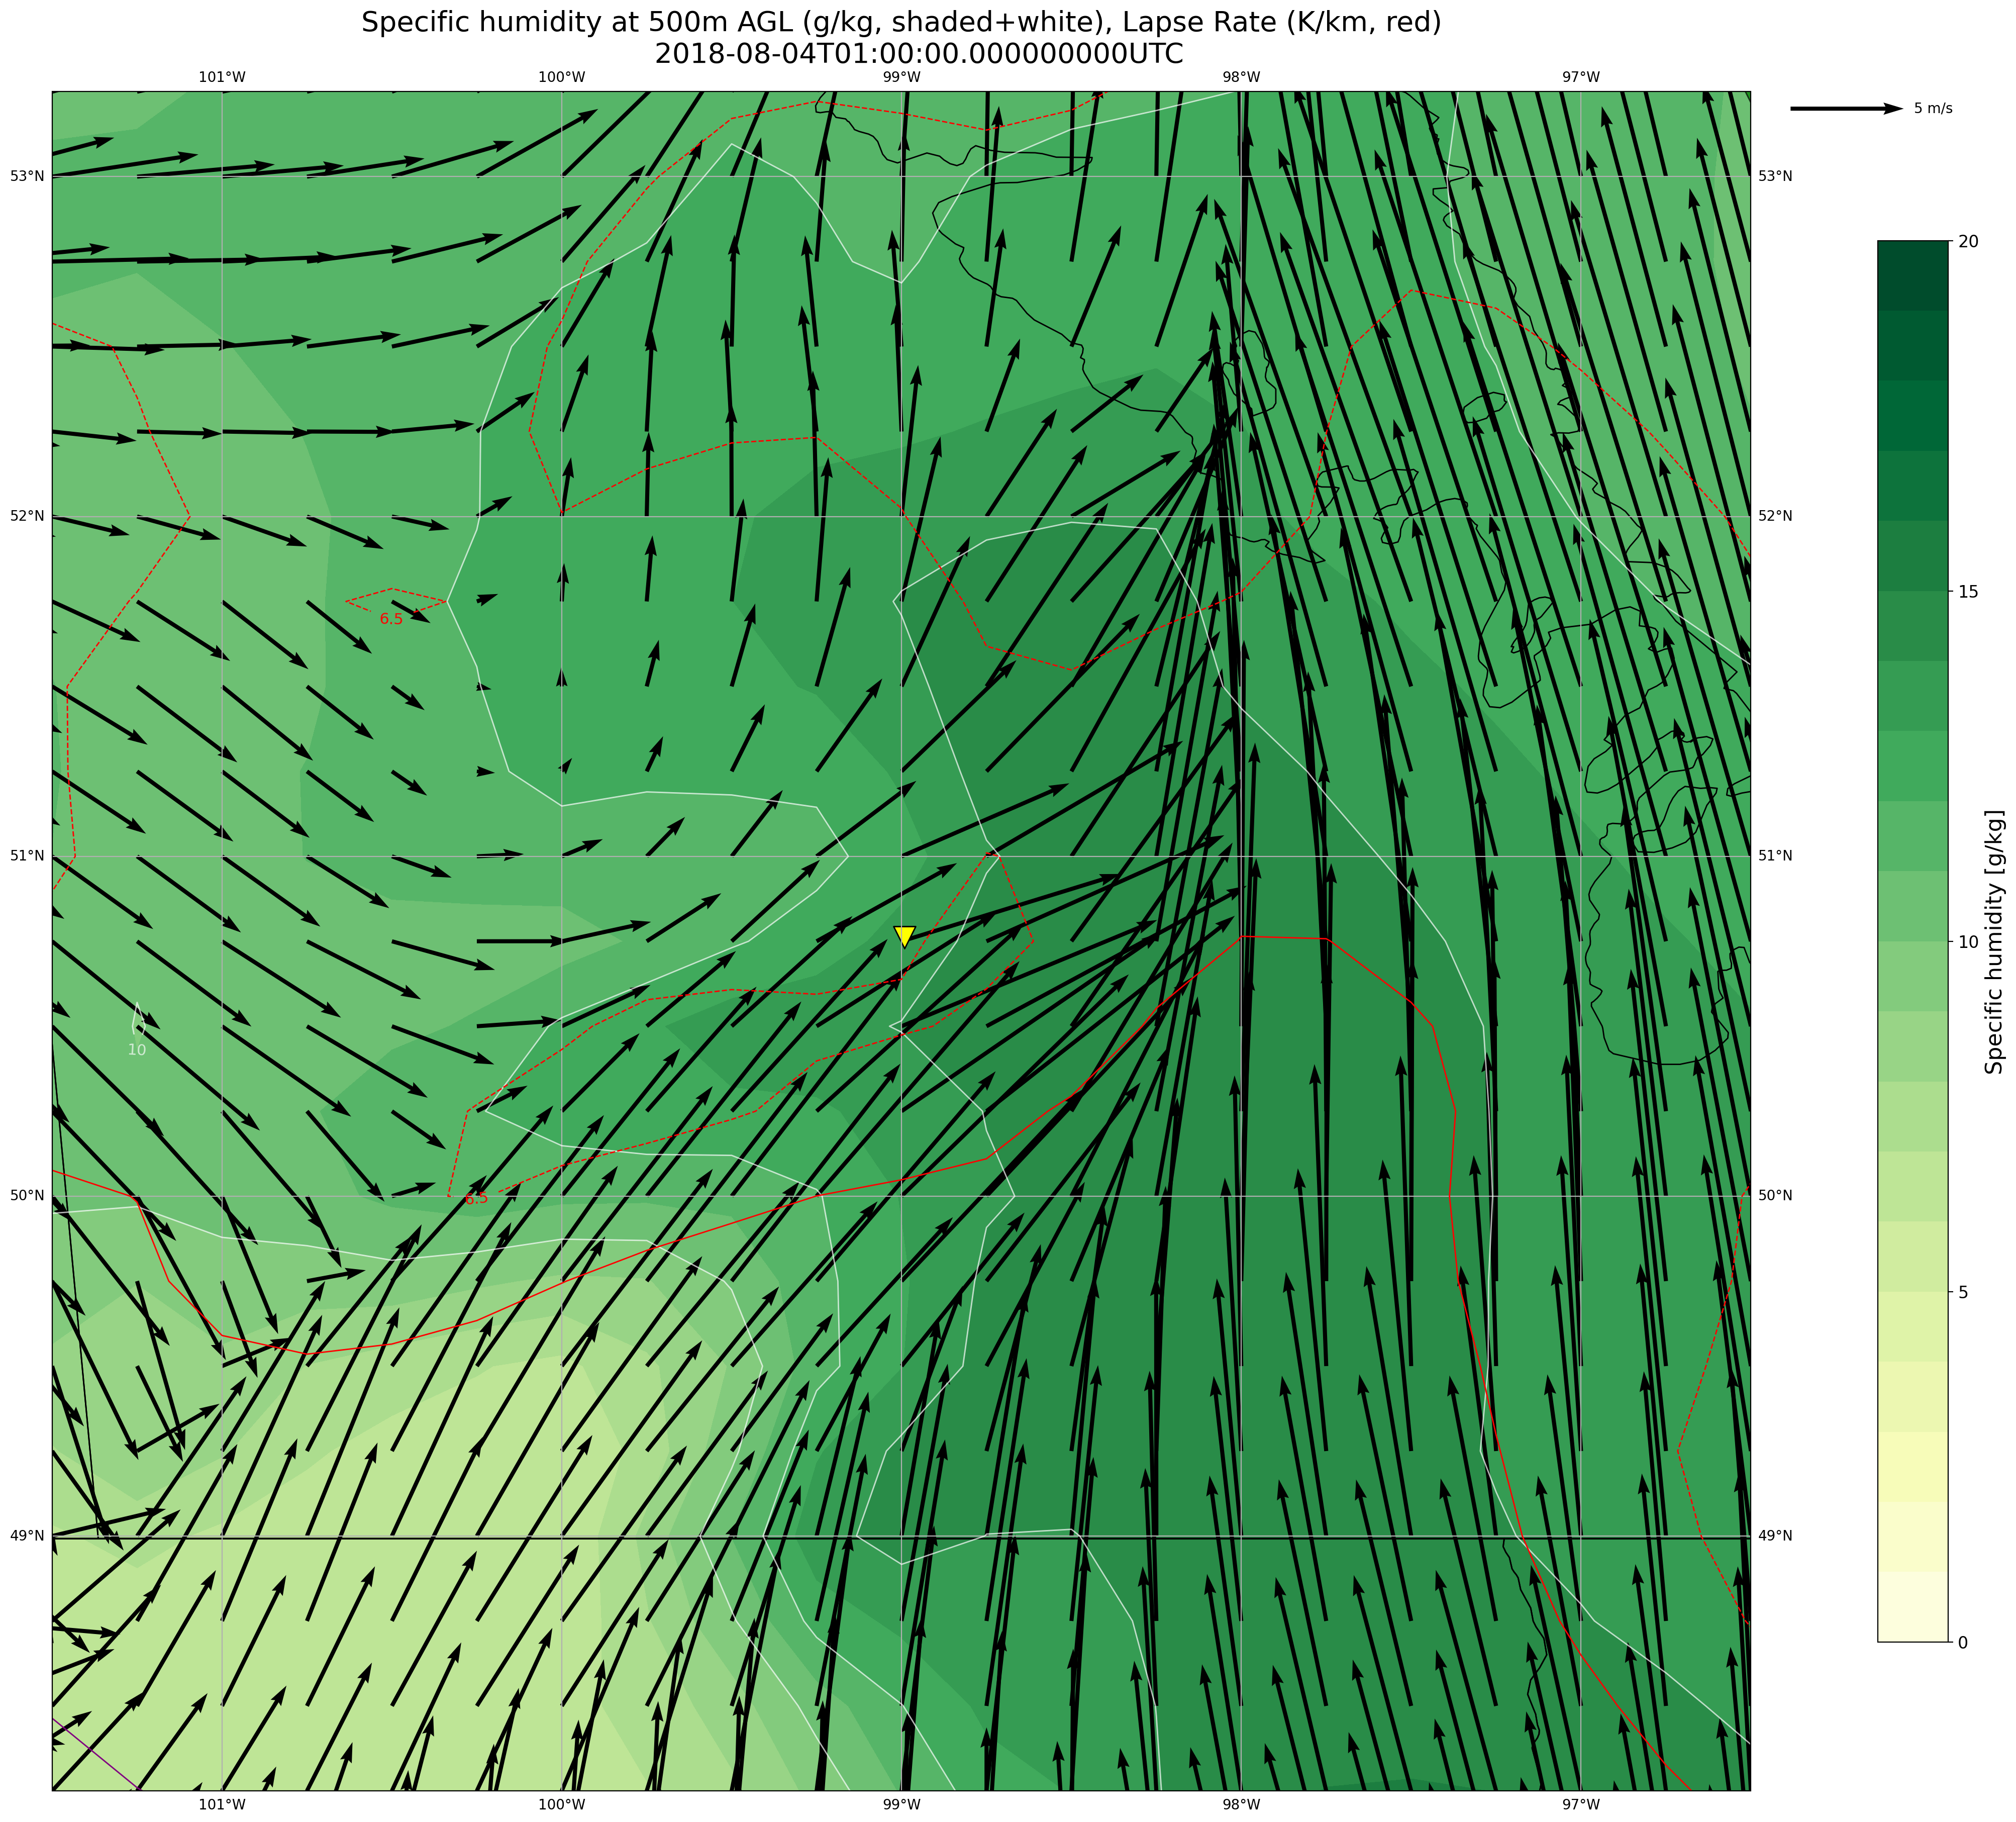 Specific humidity at 500m AGL (g/kg, shaded+white), Lapse Rate (K/km, red)
2018-08-04T01:00:00.000000000UTC
101°W 100°W 99°W 98°W 97°W
5 m/s
53°N 53°N
20
52°N 52°N
15
6.5
51°N 51°N
10
10
Specific humidity [g/kg]
50°N 50°N
6.5
5
49°N 49°N
0
101°W 100°W 99°W 98°W 97°W